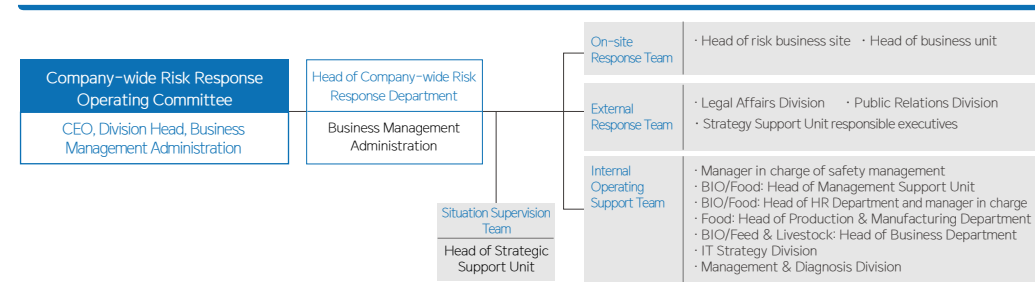 Company-wide Risk Response
Operating Committee
CEO, Division Head, Business
Management Administration
Head of Company-wide Risk
Response Department
Business Management
Administration
Situation Supervision
Team
Head of Strategic
Support Unit
On-site
Response Team
· Head of risk business site · Head of business unit
External
Response Team
· Legal Affairs Division · Public Relations Division
· Strategy Support Unit responsible executives
Internal
Operating
Support Team
· Manager in charge of safety management
· BIO/Food: Head of Management Support Unit
· BIO/Food: Head of HR Department and manager in charge
· Food: Head of Production & Manufacturing Department
· BIO/Feed & Livestock: Head of Business Department
· IT Strategy Division
· Management & Diagnosis Division